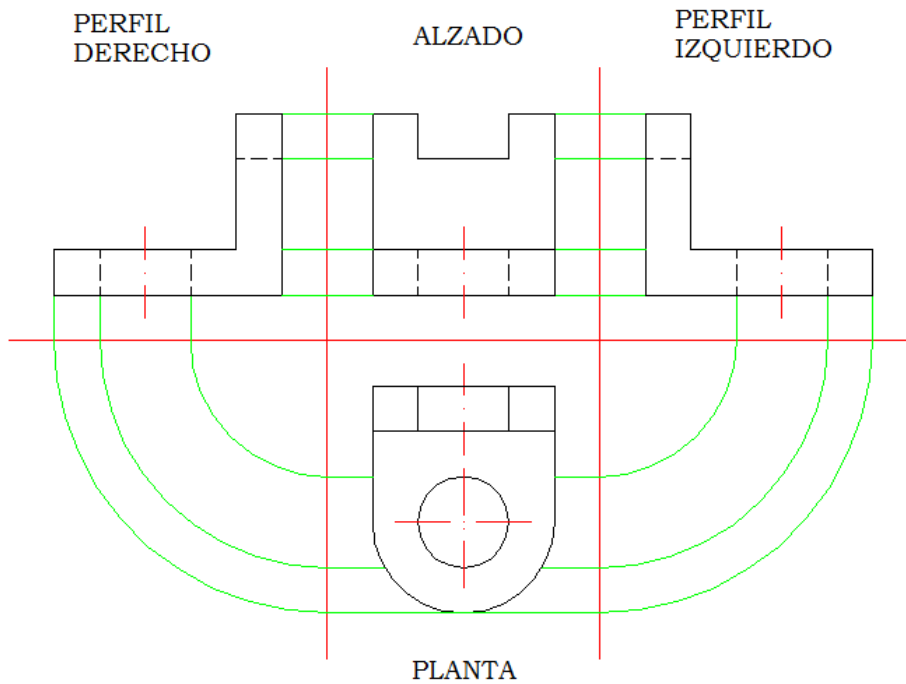 PERFIL
DERECHO
ALZADO
PERFIL
IZQUIERDO
PLANTA